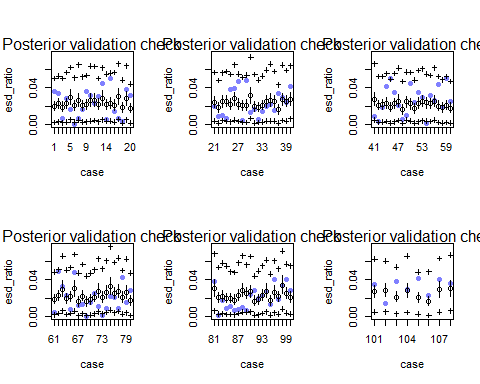 Posterior validation check
Posterior validation check
Posterior validation check
esd_ratio
0.00 0.04
1 5 9 14 20
case
esd_ratio
0.00 0.04
21 27 33 39
case
esd_ratio
0.00 0.04
41 47 53 59
case
Posterior validation check
Posterior validation check
Posterior validation check
esd_ratio
0.00 0.04
61 67 73 79
case
esd_ratio
0.00 0.04
81 87 93 99
case
esd_ratio
0.00 0.04
101 104 107
case